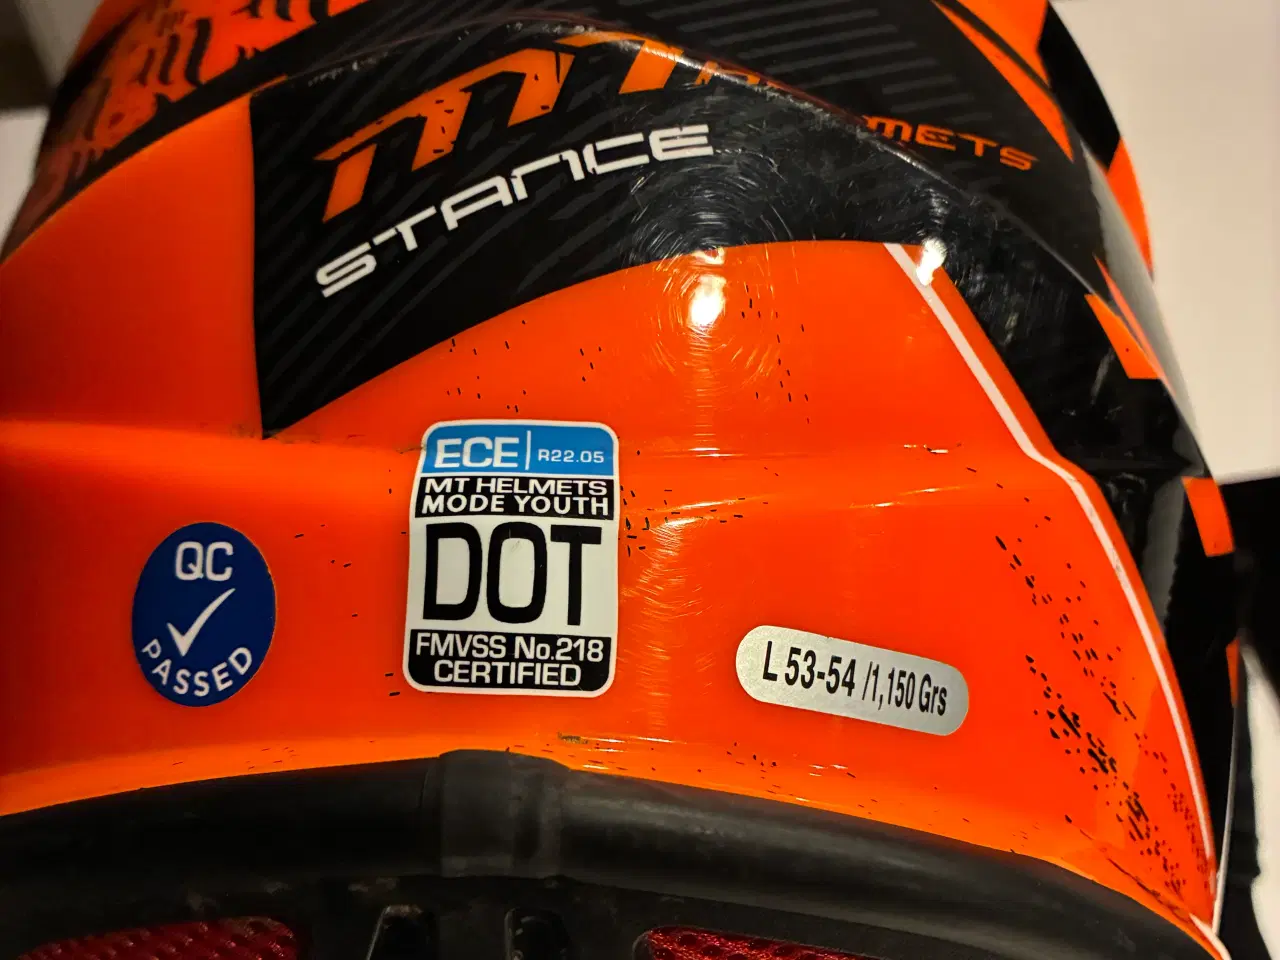 MT HELMETS
STANCE
ECE R22.05
MT HELMETS
MODE YOUTH
DOT
FMVSS No.218
CERTIFIED
QC
PASSED
L 53-54 /1,150 Grs